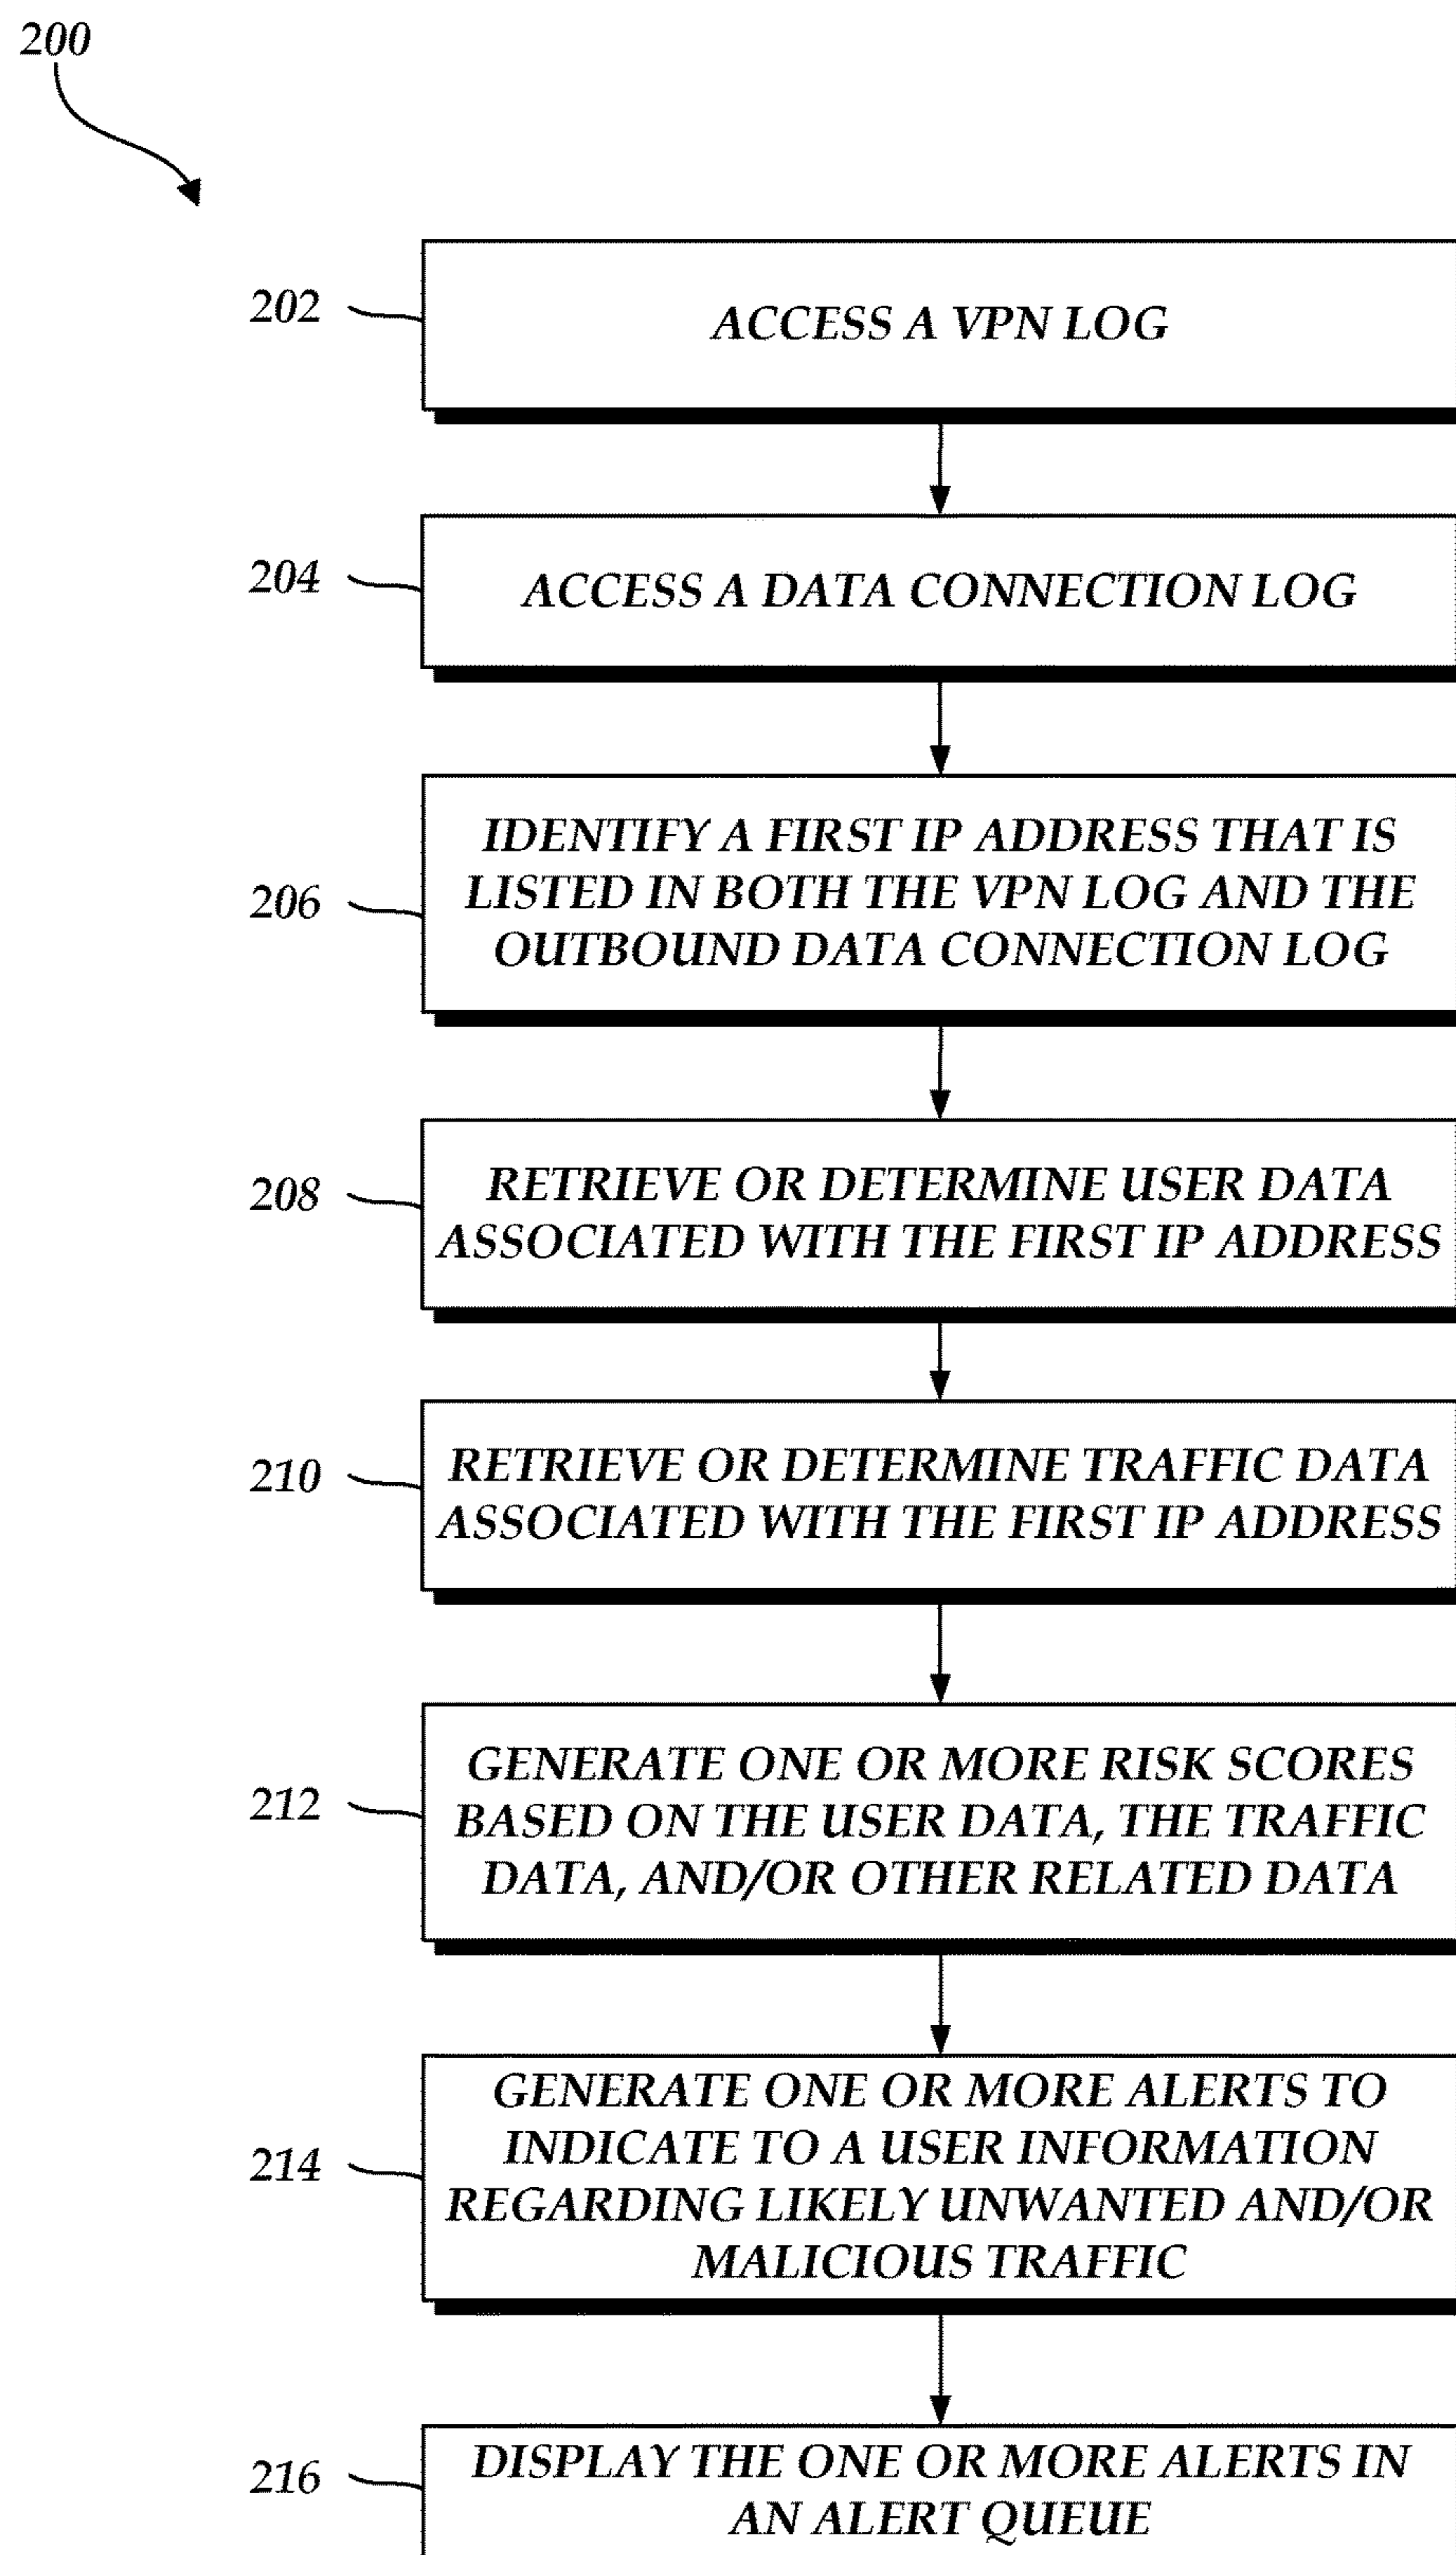 200
202
ACCESS A VPN LOG
204
ACCESS A DATA CONNECTION LOG
206
IDENTIFY A FIRST IP ADDRESS THAT IS
LISTED IN BOTH THE VPN LOG AND THE
OUTBOUND DATA CONNECTION LOG
208
RETRIEVE OR DETERMINE USER DATA
ASSOCIATED WITH THE FIRST IP ADDRESS
210
RETRIEVE OR DETERMINE TRAFFIC DATA
ASSOCIATED WITH THE FIRST IP ADDRESS
212
GENERATE ONE OR MORE RISK SCORES
BASED ON THE USER DATA, THE TRAFFIC
DATA, AND/OR OTHER RELATED DATA
214
GENERATE ONE OR MORE ALERTS TO
INDICATE TO A USER INFORMATION
REGARDING LIKELY UNWANTED AND/OR
MALICIOUS TRAFFIC
216
DISPLAY THE ONE OR MORE ALERTS IN
AN ALERT QUEUE